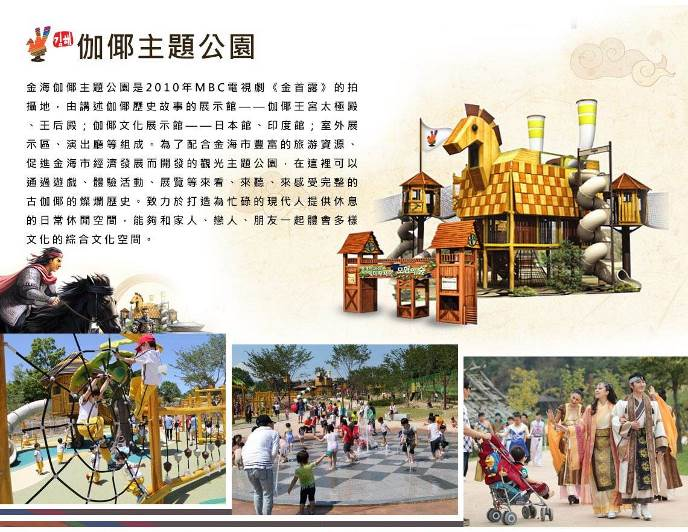 김해 伽倻主題公園
金海伽倻主題公園是2010年MBC電視劇《金首露》的拍
攝地，由講述伽倻歷史故事的展示館——伽倻王宮太極殿
、王后殿；伽倻文化展示館——日本館、印度館；室外展
示區、演出廳等組成。為了配合金海市豐富的旅游資源、
促進金海市經濟發展而開發的觀光主題公園，在這裡可以
通過遊戲、體驗活動、展覽等來看、來聽、來感受完整的
古伽倻的燦爛歷史。致力於打造為忙碌的現代人提供休息
的日常休閒空間，能夠和家人、戀人、朋友一起體會多樣
文化的綜合文化空間。